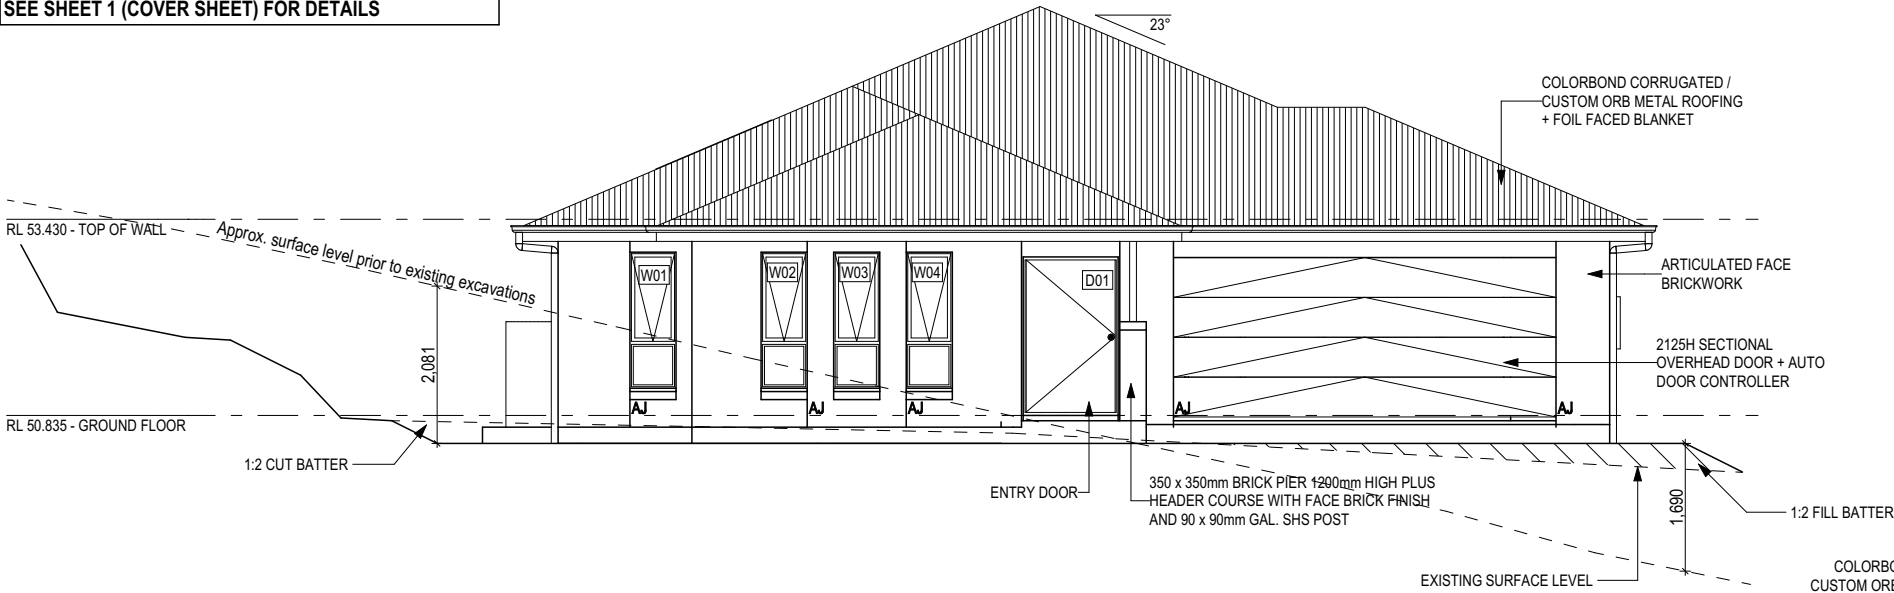 SEE SHEET 1 (COVER SHEET) FOR DETAILS
23°
COLORBOND CORRUGATED /
CUSTOM ORB METAL ROOFING
+ FOIL FACED BLANKET
RL 53.430 - TOP OF WALL
Approx. surface level prior to existing excavations
W01
W02
W03
W04
D01
ARTICULATED FACE
BRICKWORK
2125H SECTIONAL
OVERHEAD DOOR + AUTO
DOOR CONTROLLER
2,081
AJ
AJ
AJ
AJ
AJ
RL 50.835 - GROUND FLOOR
1:2 CUT BATTER
ENTRY DOOR
350 x 350mm BRICK PIER 1200mm HIGH PLUS
HEADER COURSE WITH FACE BRICK FINISH
AND 90 x 90mm GAL. SHS POST
1,690
1:2 FILL BATTER
EXISTING SURFACE LEVEL
COLORBO
CUSTOM ORB